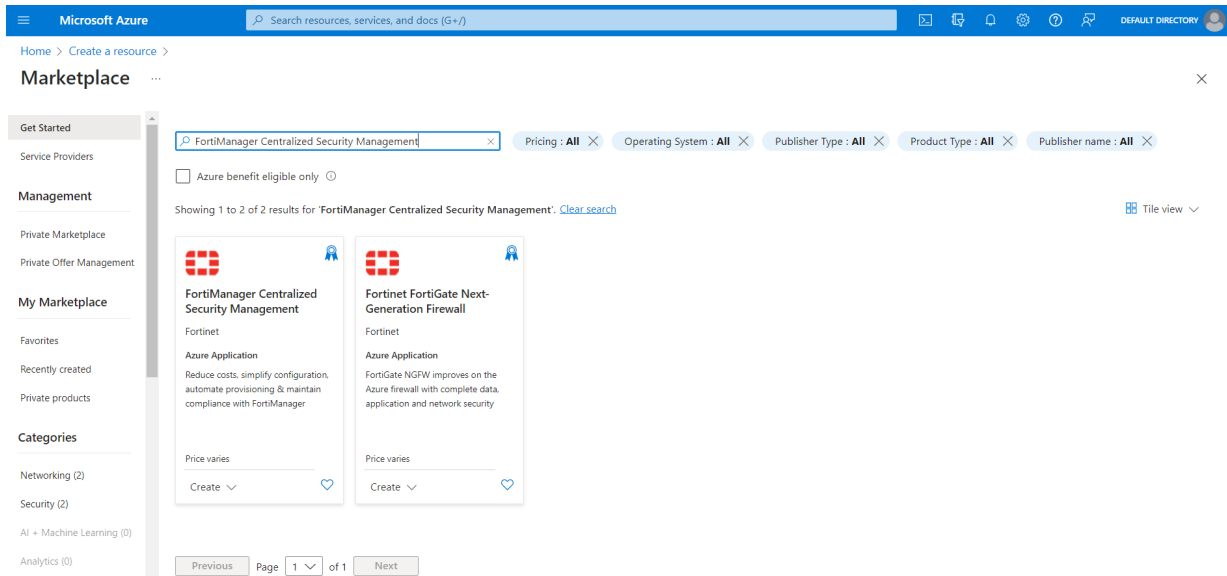 Microsoft Azure
Search resources, services, and docs (G+/)
DEFAULT DIRECTORY
Home > Create a resource >
Marketplace ...
Get Started
Service Providers
Management
Private Marketplace
Private Offer Management
My Marketplace
Favorites
Recently created
Private products
Categories
Networking (2)
Security (2)
AI + Machine Learning (0)
Analytics (0)
FortiManager Centralized Security Management
Pricing : All
Operating System : All
Publisher Type : All
Product Type : All
Publisher name : All
Azure benefit eligible only
Showing 1 to 2 of 2 results for 'FortiManager Centralized Security Management'. Clear search
Tile view
FortiManager Centralized
Security Management
Fortinet
Azure Application
Reduce costs, simplify configuration,
automate provisioning & maintain
compliance with FortiManager
Price varies
Create
Fortinet FortiGate Next-
Generation Firewall
Fortinet
Azure Application
FortiGate NGFW improves on the
Azure firewall with complete data,
application and network security
Price varies
Create
Previous Page 1 of 1 Next